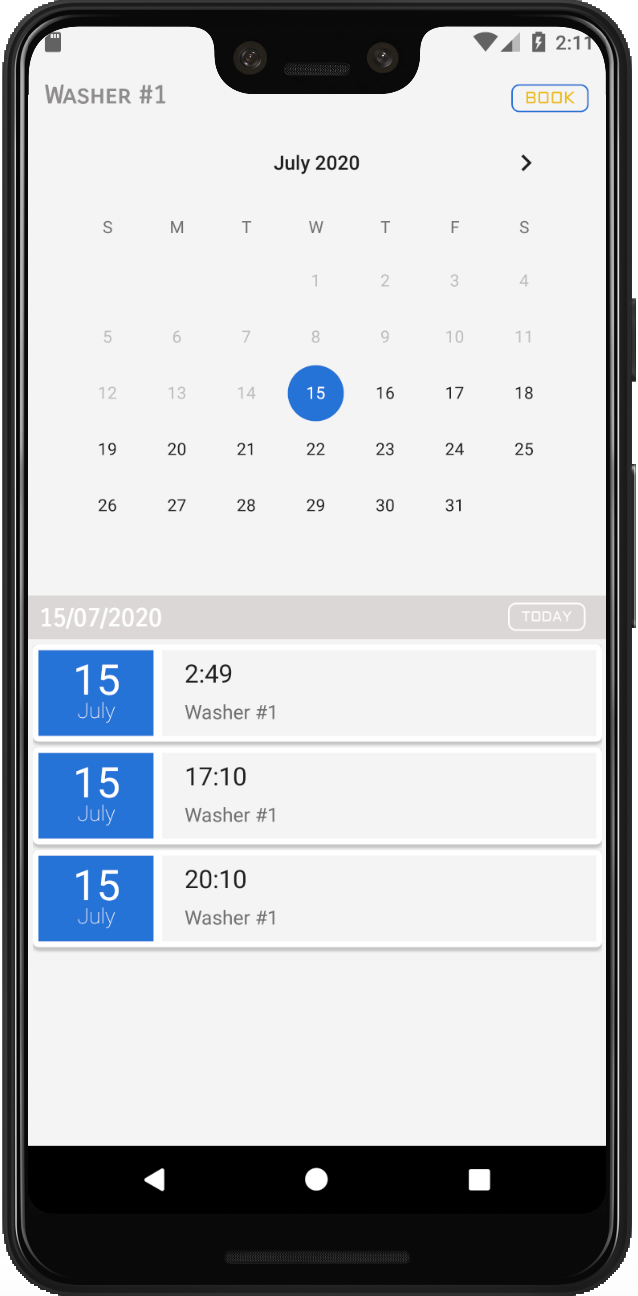 2:11
WASHER #1
BOOK
July 2020
S M T W T F S
1 2 3 4
5 6 7 8 9 10 11
12 13 14 15 16 17 18
19 20 21 22 23 24 25
26 27 28 29 30 31
15/07/2020
TODAY
15
July
2:49
Washer #1
15
July
17:10
Washer #1
15
July
20:10
Washer #1